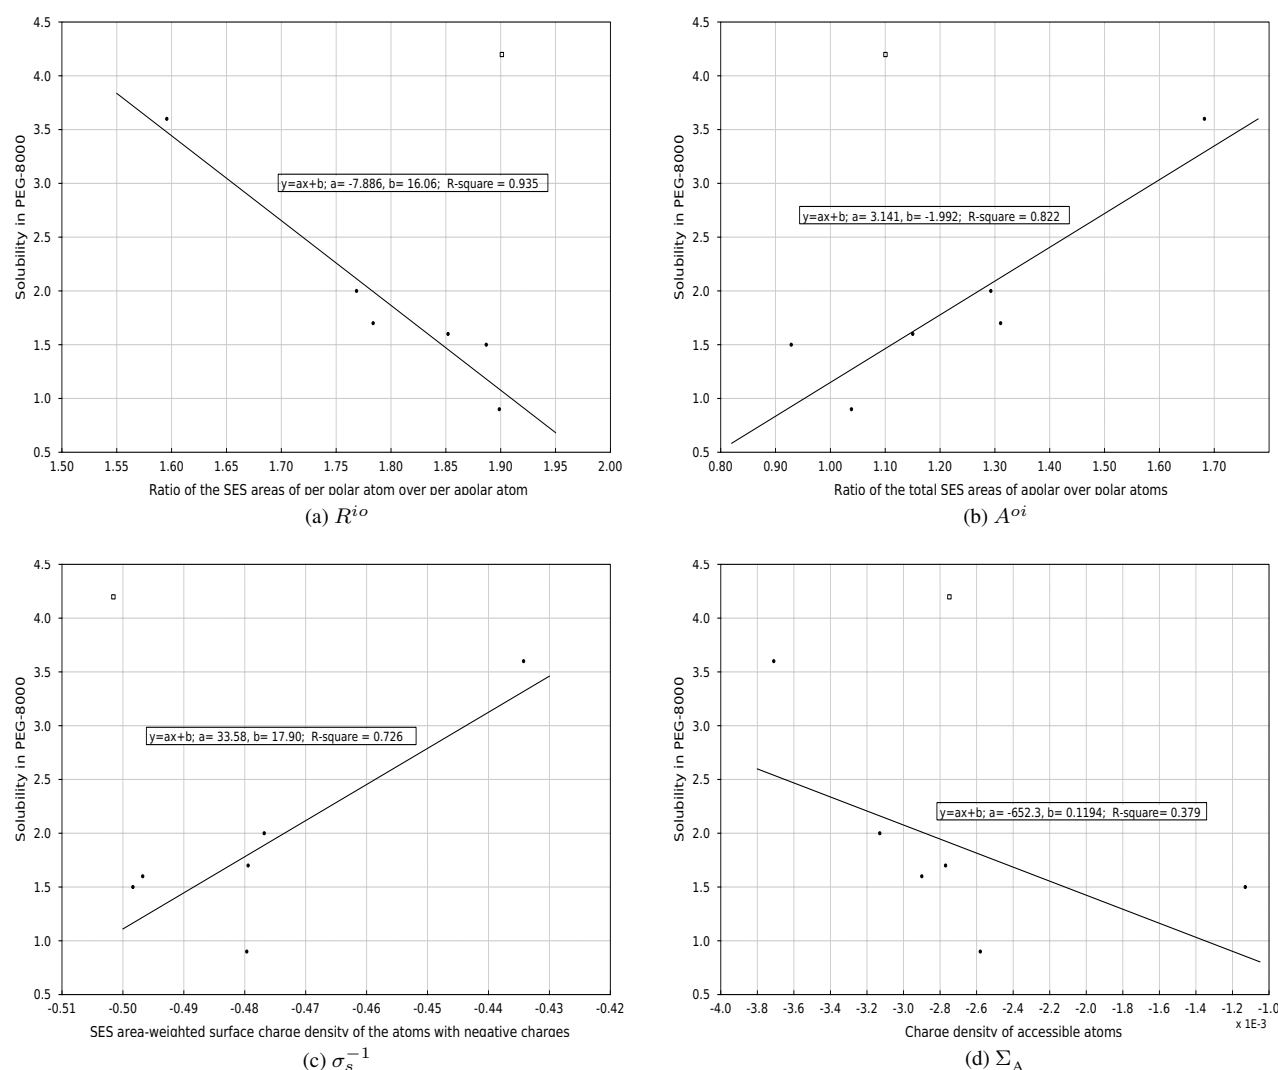 4.5
4.0
3.5
3.0
2.5
2.0
1.5
1.0
0.5
Solubility in PEG-8000
y=ax+b; a= -7.886, b= 16.06; R-square = 0.935
1.50 1.55 1.60 1.65 1.70 1.75 1.80 1.85 1.90 1.95 2.00
Ratio of the SES areas of per polar atom over per apolar atom
(a) R^{io}
4.5
4.0
3.5
3.0
2.5
2.0
1.5
1.0
0.5
Solubility in PEG-8000
y=ax+b; a= 3.141, b= -1.992; R-square = 0.822
0.80 0.90 1.00 1.10 1.20 1.30 1.40 1.50 1.60 1.70
Ratio of the total SES areas of apolar over polar atoms
(b) A^{oi}
4.5
4.0
3.5
3.0
2.5
2.0
1.5
1.0
0.5
Solubility in PEG-8000
y=ax+b; a= 33.58, b= 17.90; R-square = 0.726
-0.51 -0.50 -0.49 -0.48 -0.47 -0.46 -0.45 -0.44 -0.43 -0.42
SES area-weighted surface charge density of the atoms with negative charges
(c) σ_s^{-1}
4.5
4.0
3.5
3.0
2.5
2.0
1.5
1.0
0.5
Solubility in PEG-8000
y=ax+b; a= -652.3, b= 0.1194; R-square= 0.379
-4.0 -3.8 -3.6 -3.4 -3.2 -3.0 -2.8 -2.6 -2.4 -2.2 -2.0 -1.8 -1.6 -1.4 -1.2 -1.0
x 1E-3
Charge density of accessible atoms
(d) Σ_A